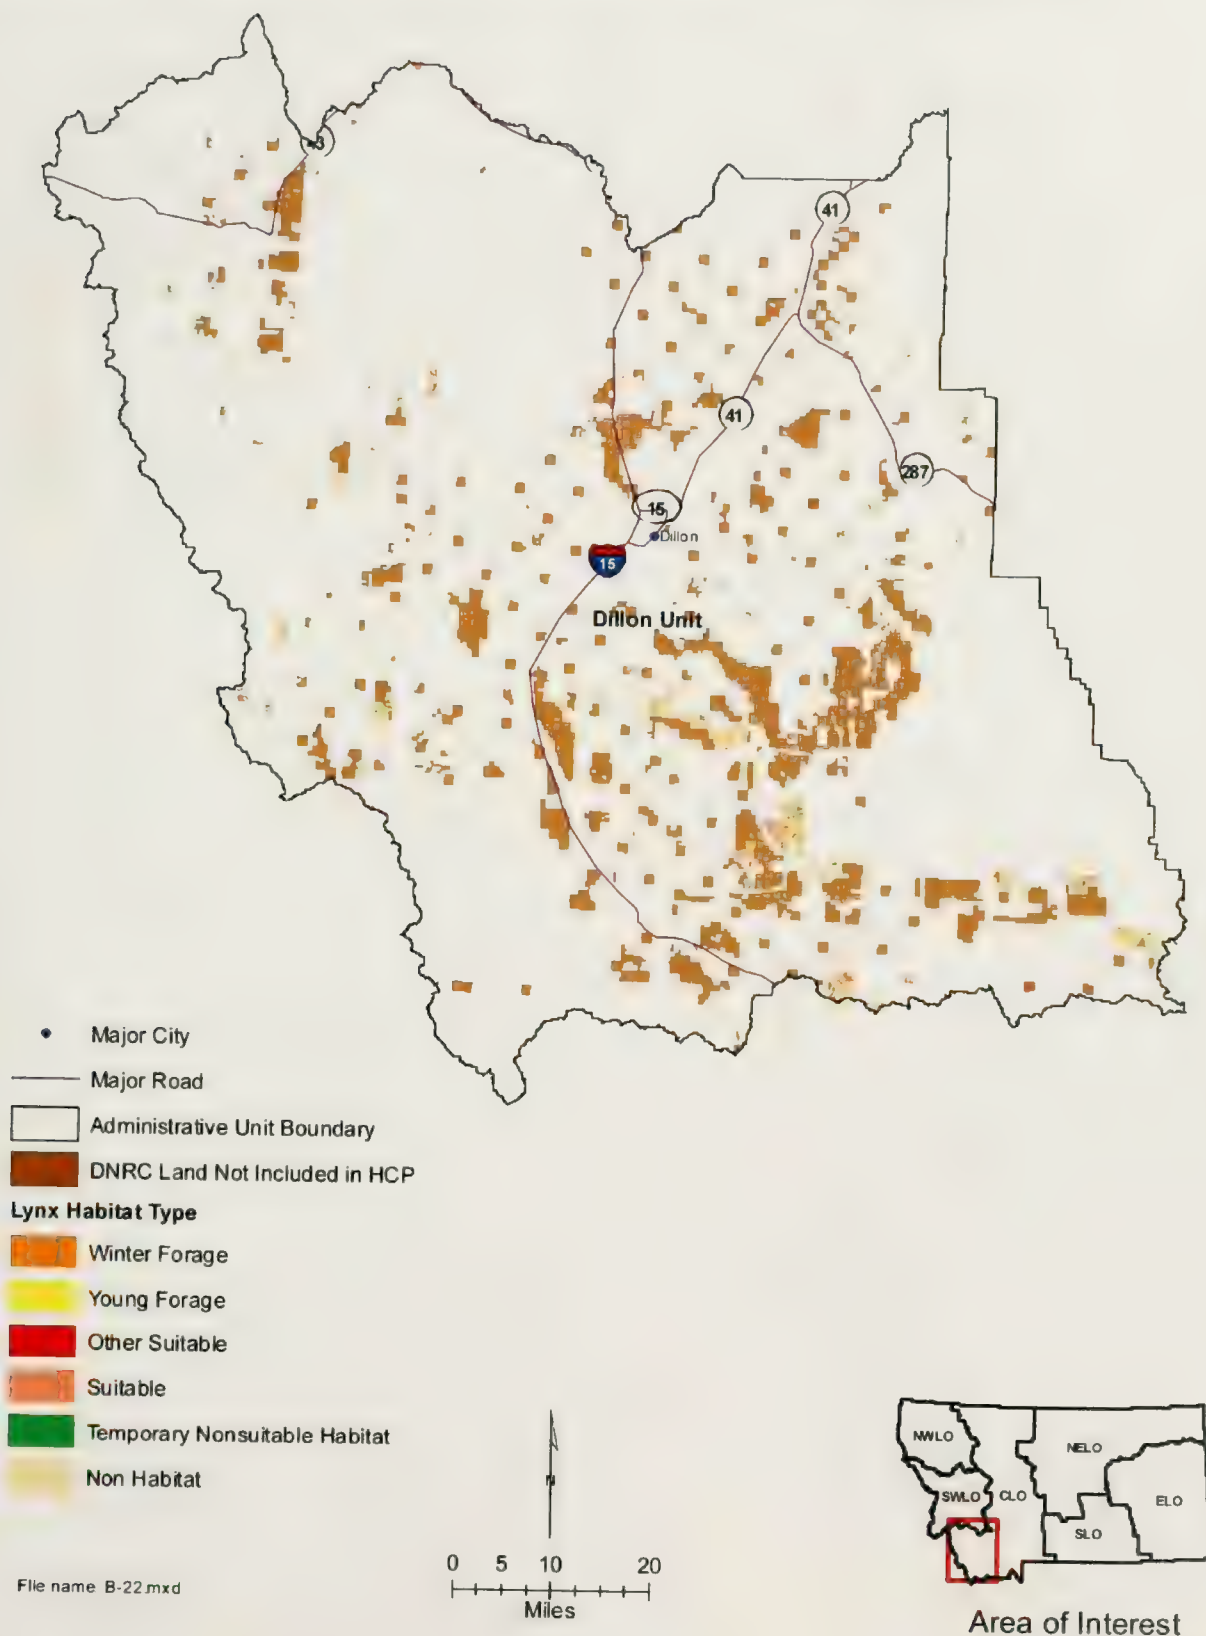 43
41
41
287
15
Dillon
15
Dillon Unit
Major City
Major Road
Administrative Unit Boundary
DNRC Land Not Included in HCP
Lynx Habitat Type
Winter Forage
Young Forage
Other Suitable
Suitable
Temporary Nonsuitable Habitat
Non Habitat
N
0 5 10 20
Miles
File name B-22.mxd
NWLO
NELO
SWLO
CLO
ELO
SLO
Area of Interest